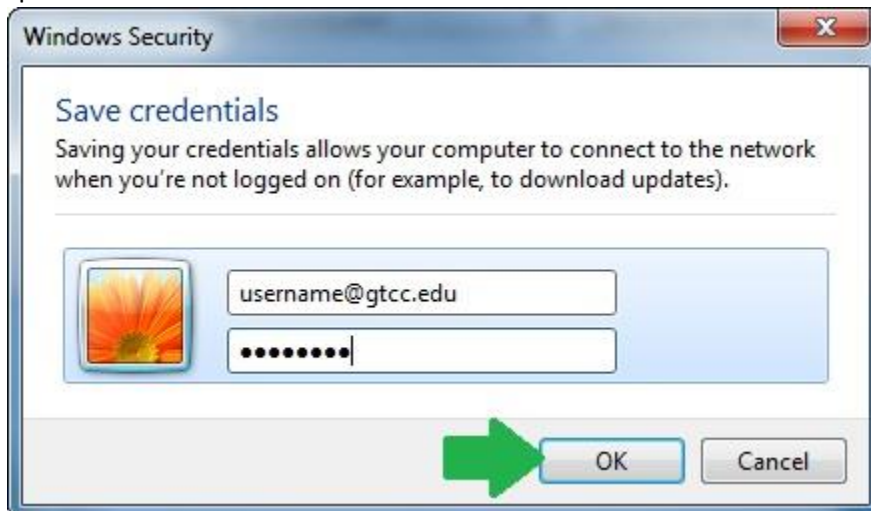 Windows Security
Save credentials
Saving your credentials allows your computer to connect to the network
when you're not logged on (for example, to download updates).
username@gtcc.edu
●●●●●●●●
OK
Cancel